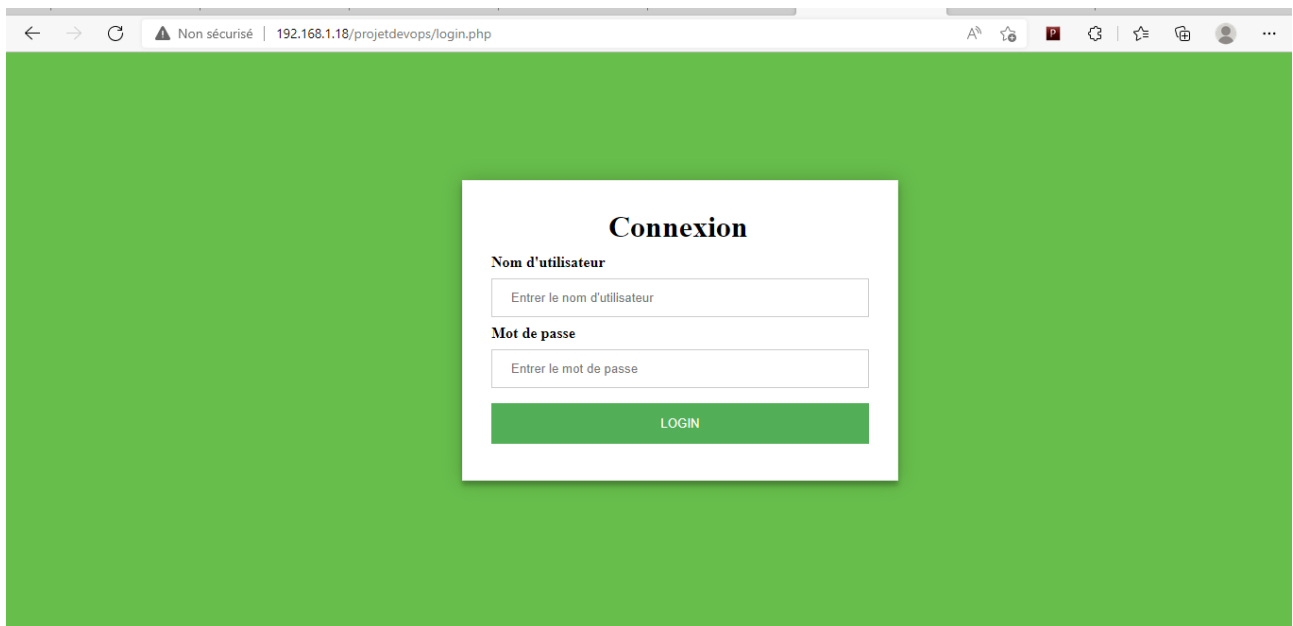 Non sécurisé | 192.168.1.18/projetdevops/login.php
Connexion
Nom d'utilisateur
Entrer le nom d'utilisateur
Mot de passe
Entrer le mot de passe
LOGIN